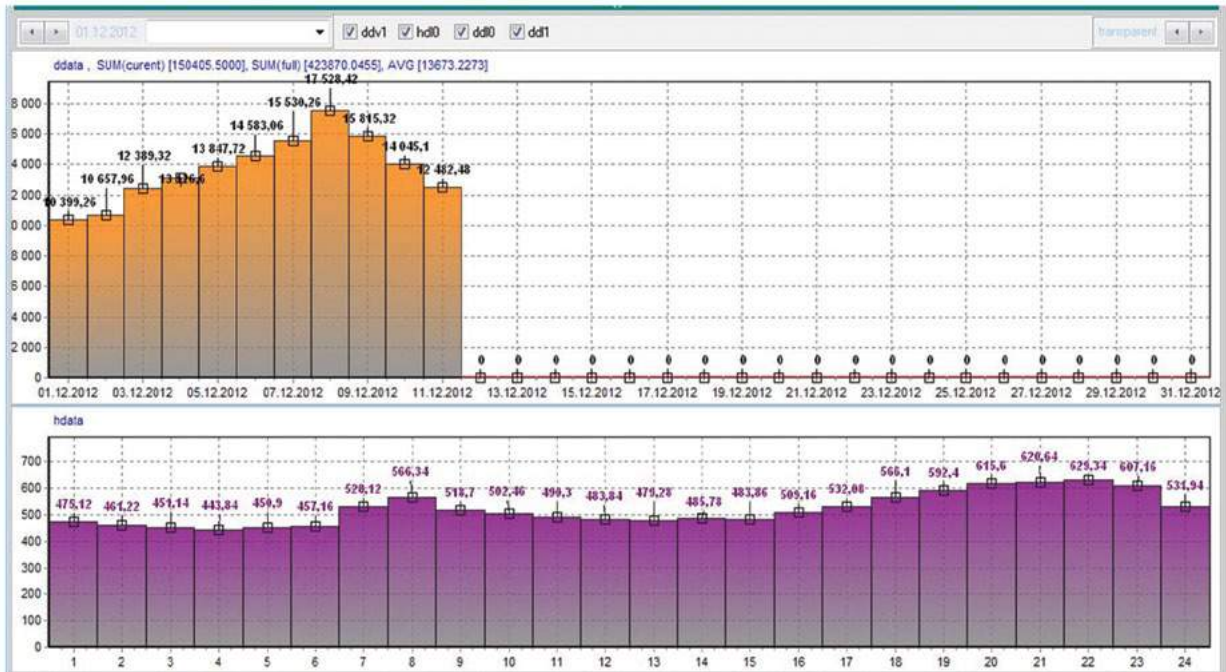 01.12.2012 ddv1 hdl0 ddl0 ddl1 transparent
ddata , SUM(curent) [150405.5000], SUM(full) [423870.0455], AVG [13673.2273]
17 528,42
15 530,26 15 815,32
14 583,06
13 847,72 14 045,1
12 389,32
12 482,48
10 657,96
10 399,26
8 000
6 000
4 000
2 000
0 000
8 000
6 000
4 000
2 000
0
0 0 0 0 0 0 0 0 0 0 0 0 0 0 0 0 0 0 0 0
01.12.2012 03.12.2012 05.12.2012 07.12.2012 09.12.2012 11.12.2012 13.12.2012 15.12.2012 17.12.2012 19.12.2012 21.12.2012 23.12.2012 25.12.2012 27.12.2012 29.12.2012 31.12.2012
hdata
700
600
500
400
300
200
100
0
475,12 461,22 451,14 443,84 450,9 457,16 528,12 566,34 518,7 502,46 490,3 483,84 479,28 485,78 483,86 509,16 532,08 566,1 592,4 615,6 620,64 629,34 607,16 531,94
1 2 3 4 5 6 7 8 9 10 11 12 13 14 15 16 17 18 19 20 21 22 23 24